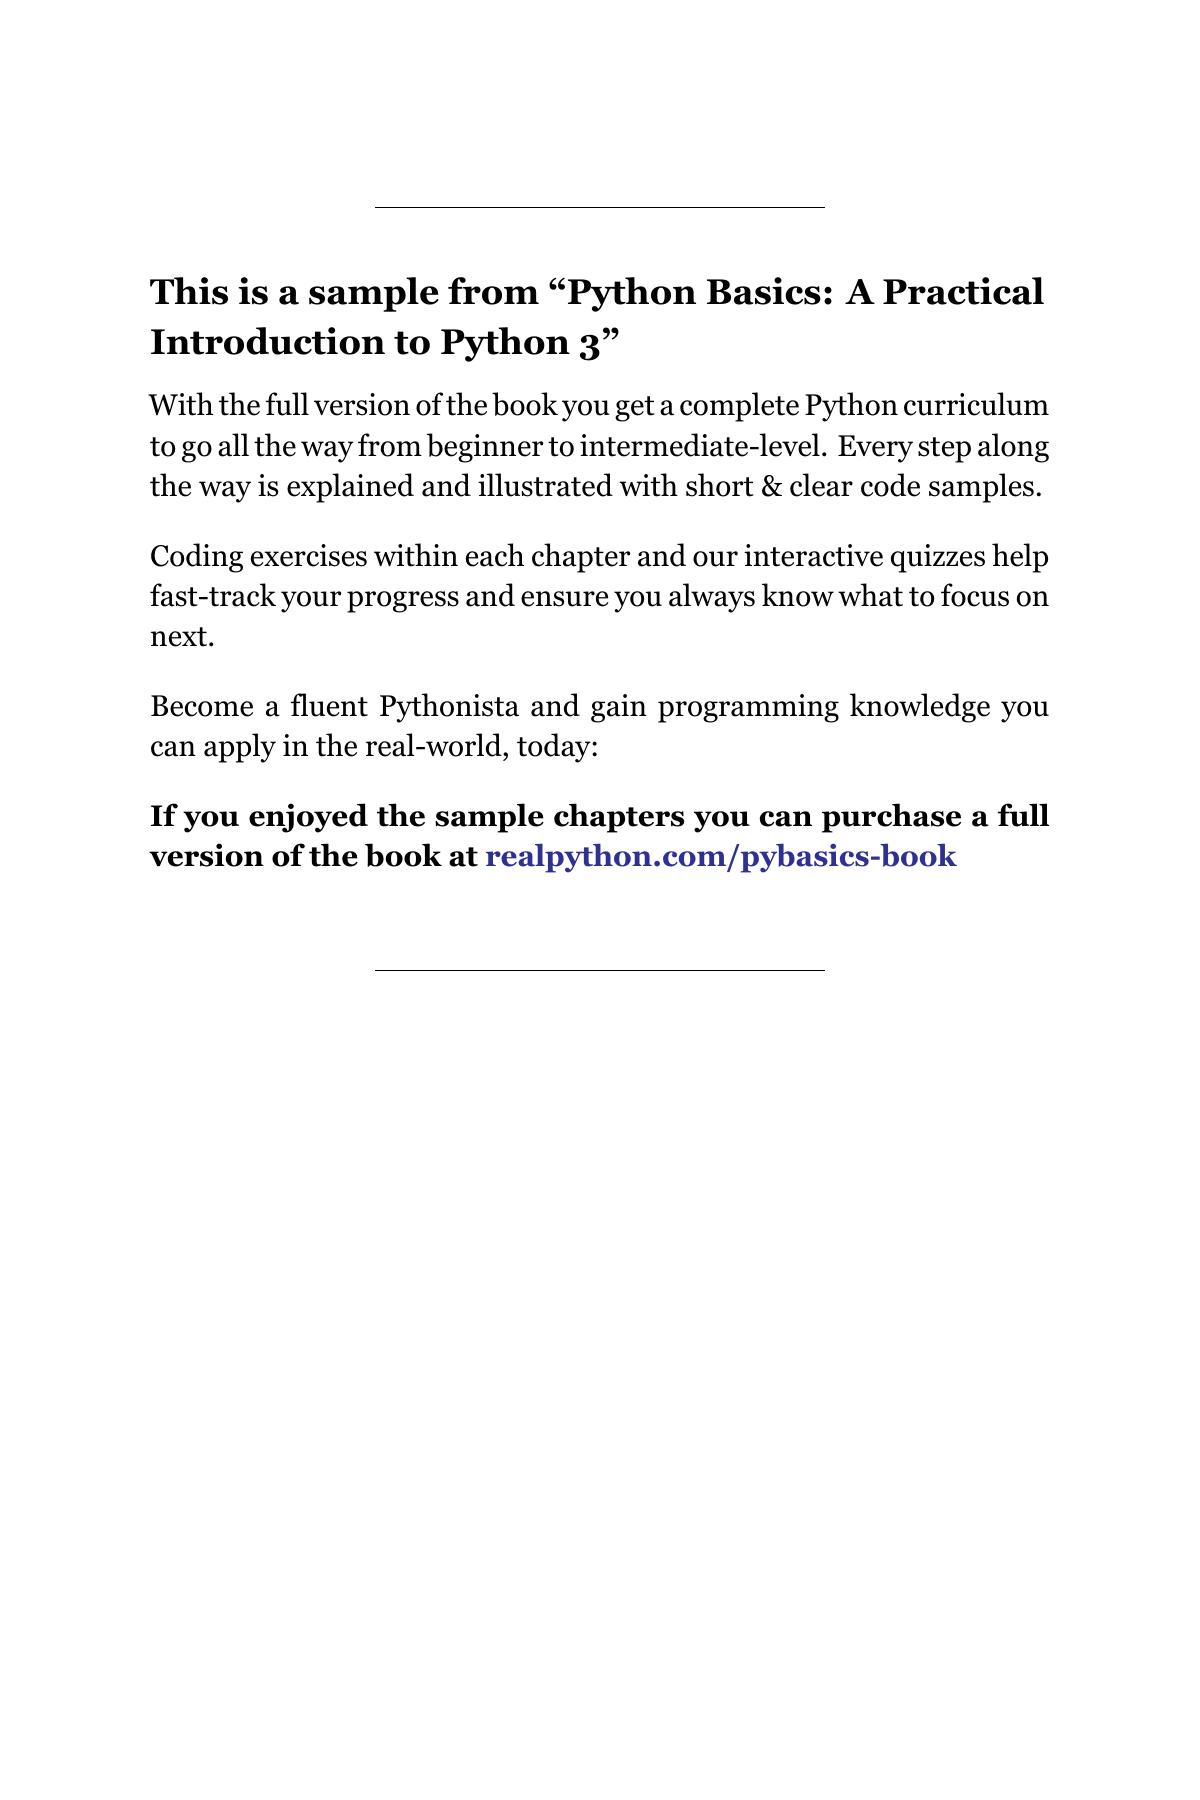 This is a sample from “Python Basics: A Practical
Introduction to Python 3”
With the full version of the book you get a complete Python curriculum
to go all the way from beginner to intermediate-level. Every step along
the way is explained and illustrated with short & clear code samples.
Coding exercises within each chapter and our interactive quizzes help
fast-track your progress and ensure you always know what to focus on
next.
Become a fluent Pythonista and gain programming knowledge you
can apply in the real-world, today:
If you enjoyed the sample chapters you can purchase a full
version of the book at realpython.com/pybasics-book